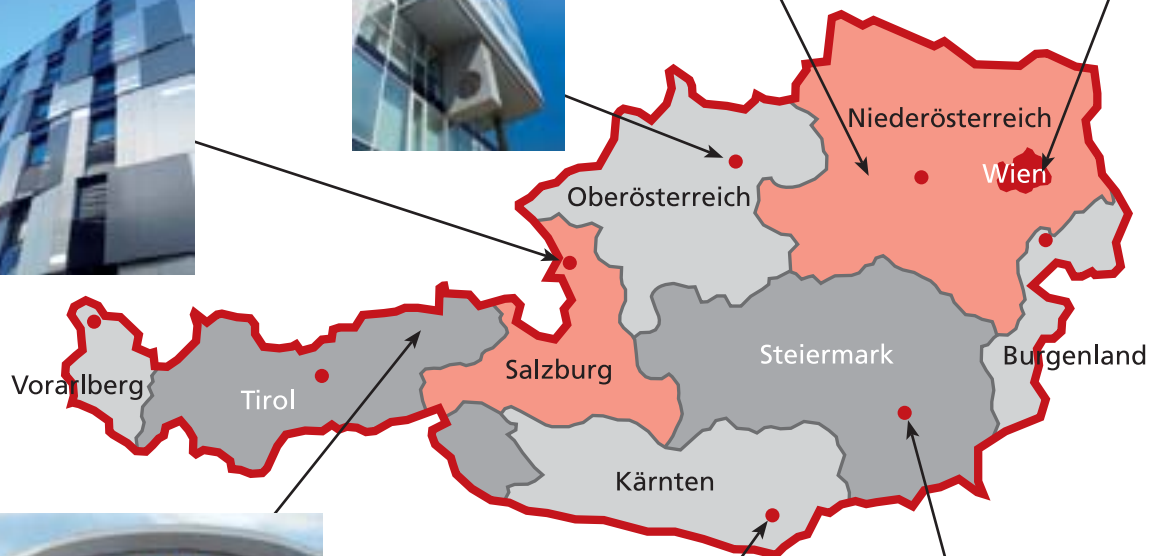 Niederösterreich
Wien
Oberösterreich
Steiermark
Burgenland
Salzburg
Vorarlberg
Tirol
Kärnten